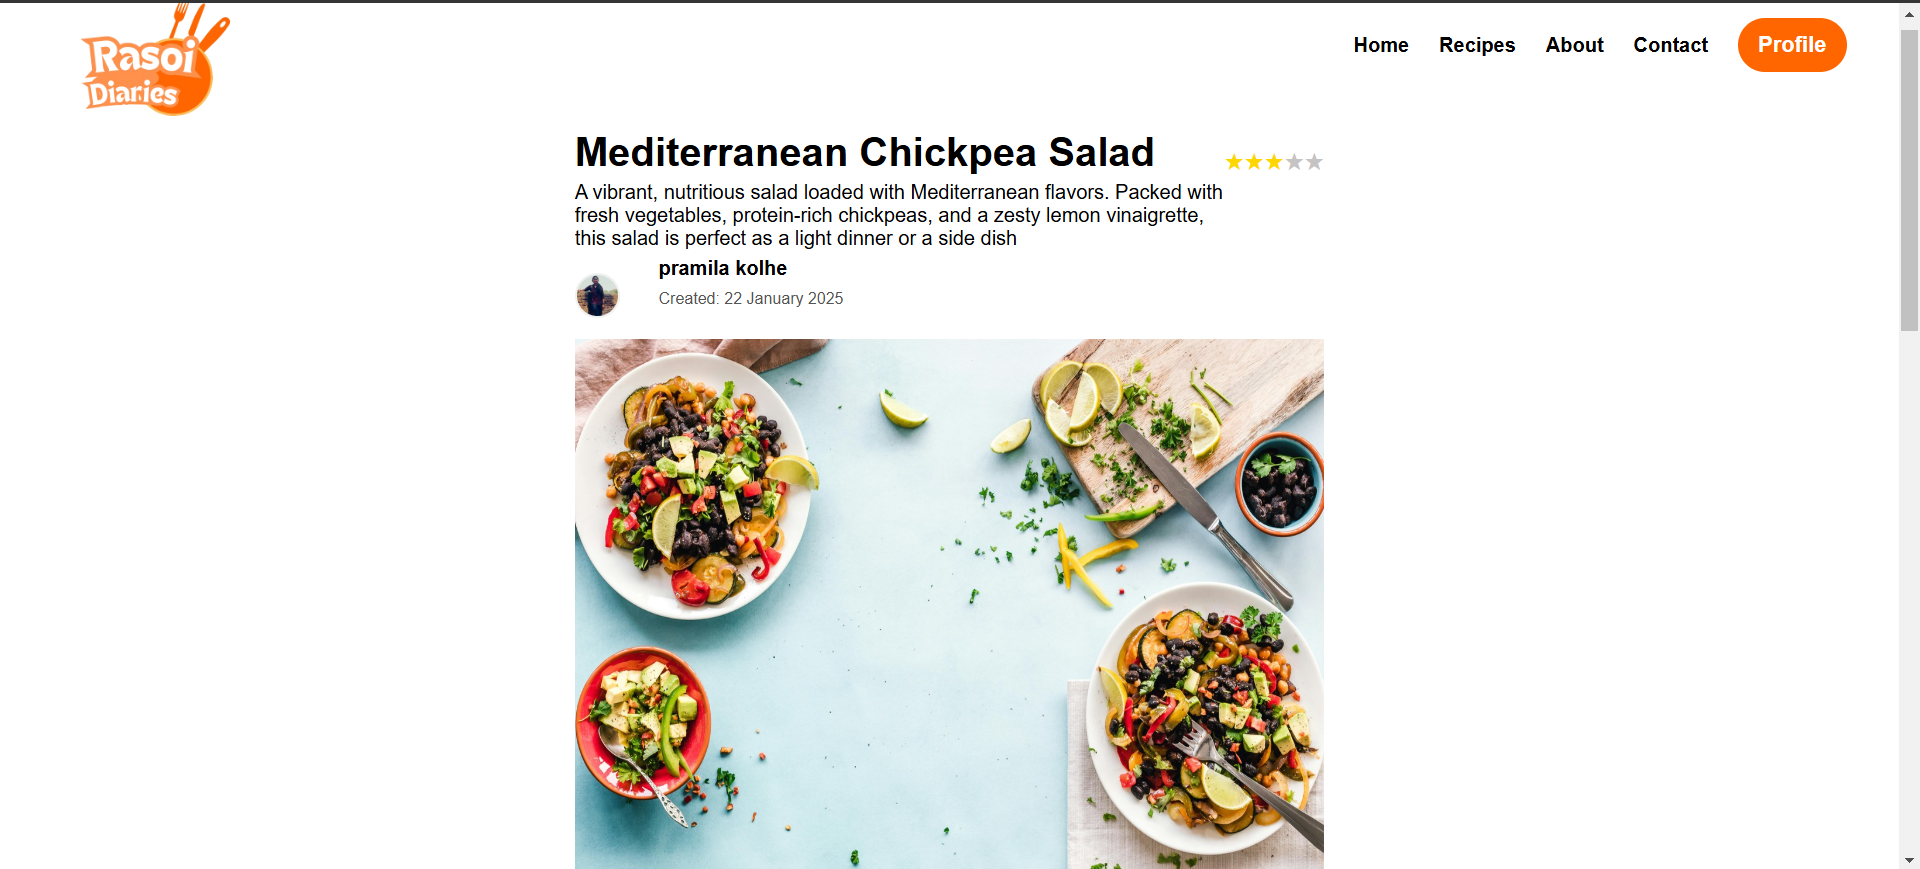 Rasoi
Diaries
Home Recipes About Contact Profile
Mediterranean Chickpea Salad
A vibrant, nutritious salad loaded with Mediterranean flavors. Packed with
fresh vegetables, protein-rich chickpeas, and a zesty lemon vinaigrette,
this salad is perfect as a light dinner or a side dish
pramila kolhe
Created: 22 January 2025